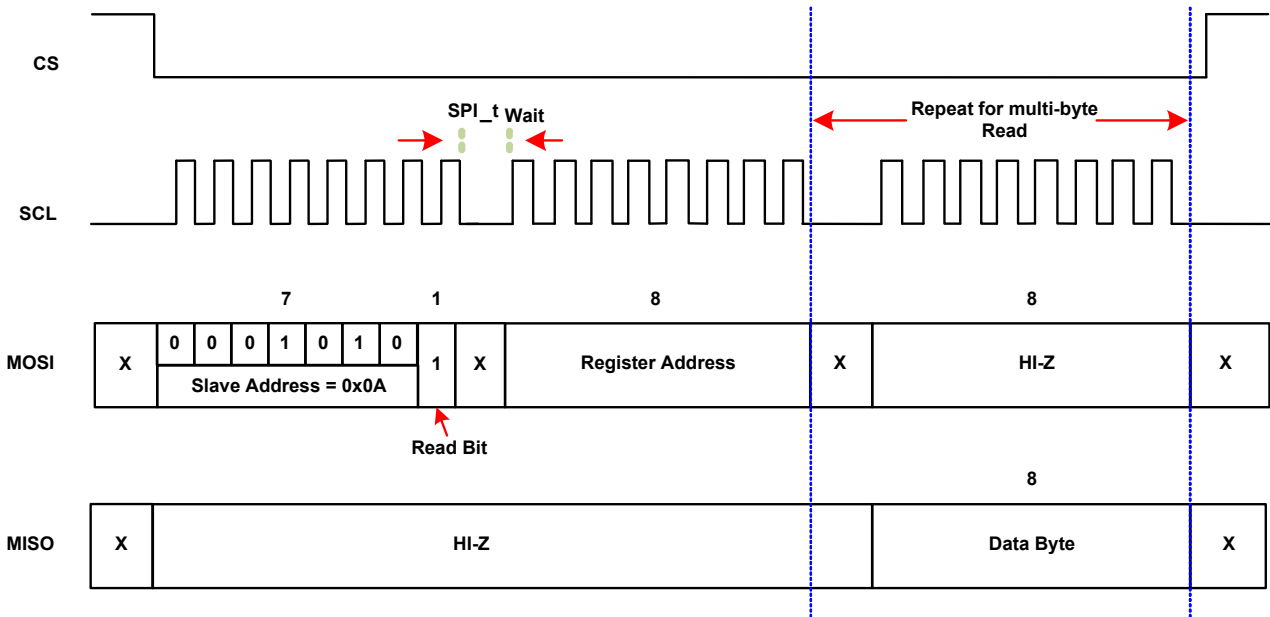 CS
SPI_t Wait
Repeat for multi-byte
Read
SCL
7 1 8 8
MOSI
X 0 0 0 1 0 1 0 1 X Register Address X HI-Z X
Slave Address = 0x0A
Read Bit
8
MISO X HI-Z Data Byte X